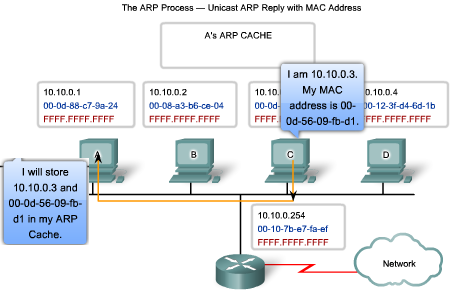 The ARP Process — Unicast ARP Reply with MAC Address
A's ARP CACHE
10.10.0.1
00-0d-88-c7-9a-24
FFFF.FFFF.FFFF
10.10.0.2
00-08-a3-b6-ce-04
FFFF.FFFF.FFFF
I am 10.10.0.3.
My MAC
address is 00-
0d-56-09-fb-d1.
10.
00-0d-
FFFF.
0.4
00-12-3f-d4-6d-1b
FFFF.FFFF
A
B
C
D
I will store
10.10.0.3 and
00-0d-56-09-fb-
d1 in my ARP
Cache.
10.10.0.254
00-10-7b-e7-fa-ef
FFFF.FFFF.FFFF
Network